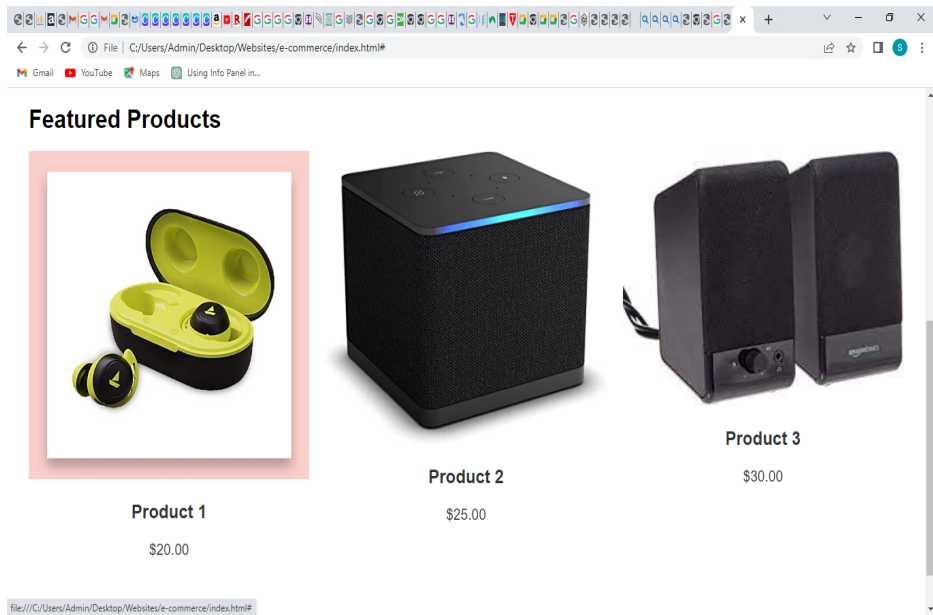 File
C:/Users/Admin/Desktop/Websites/e-commerce/index.html#
S
Gmail
YouTube
Maps
Using Info Panel in...
Featured Products
Product 1
$20.00
Product 2
$25.00
amazonbasics
Product 3
$30.00
file:///C:/Users/Admin/Desktop/Websites/e-commerce/index.html#